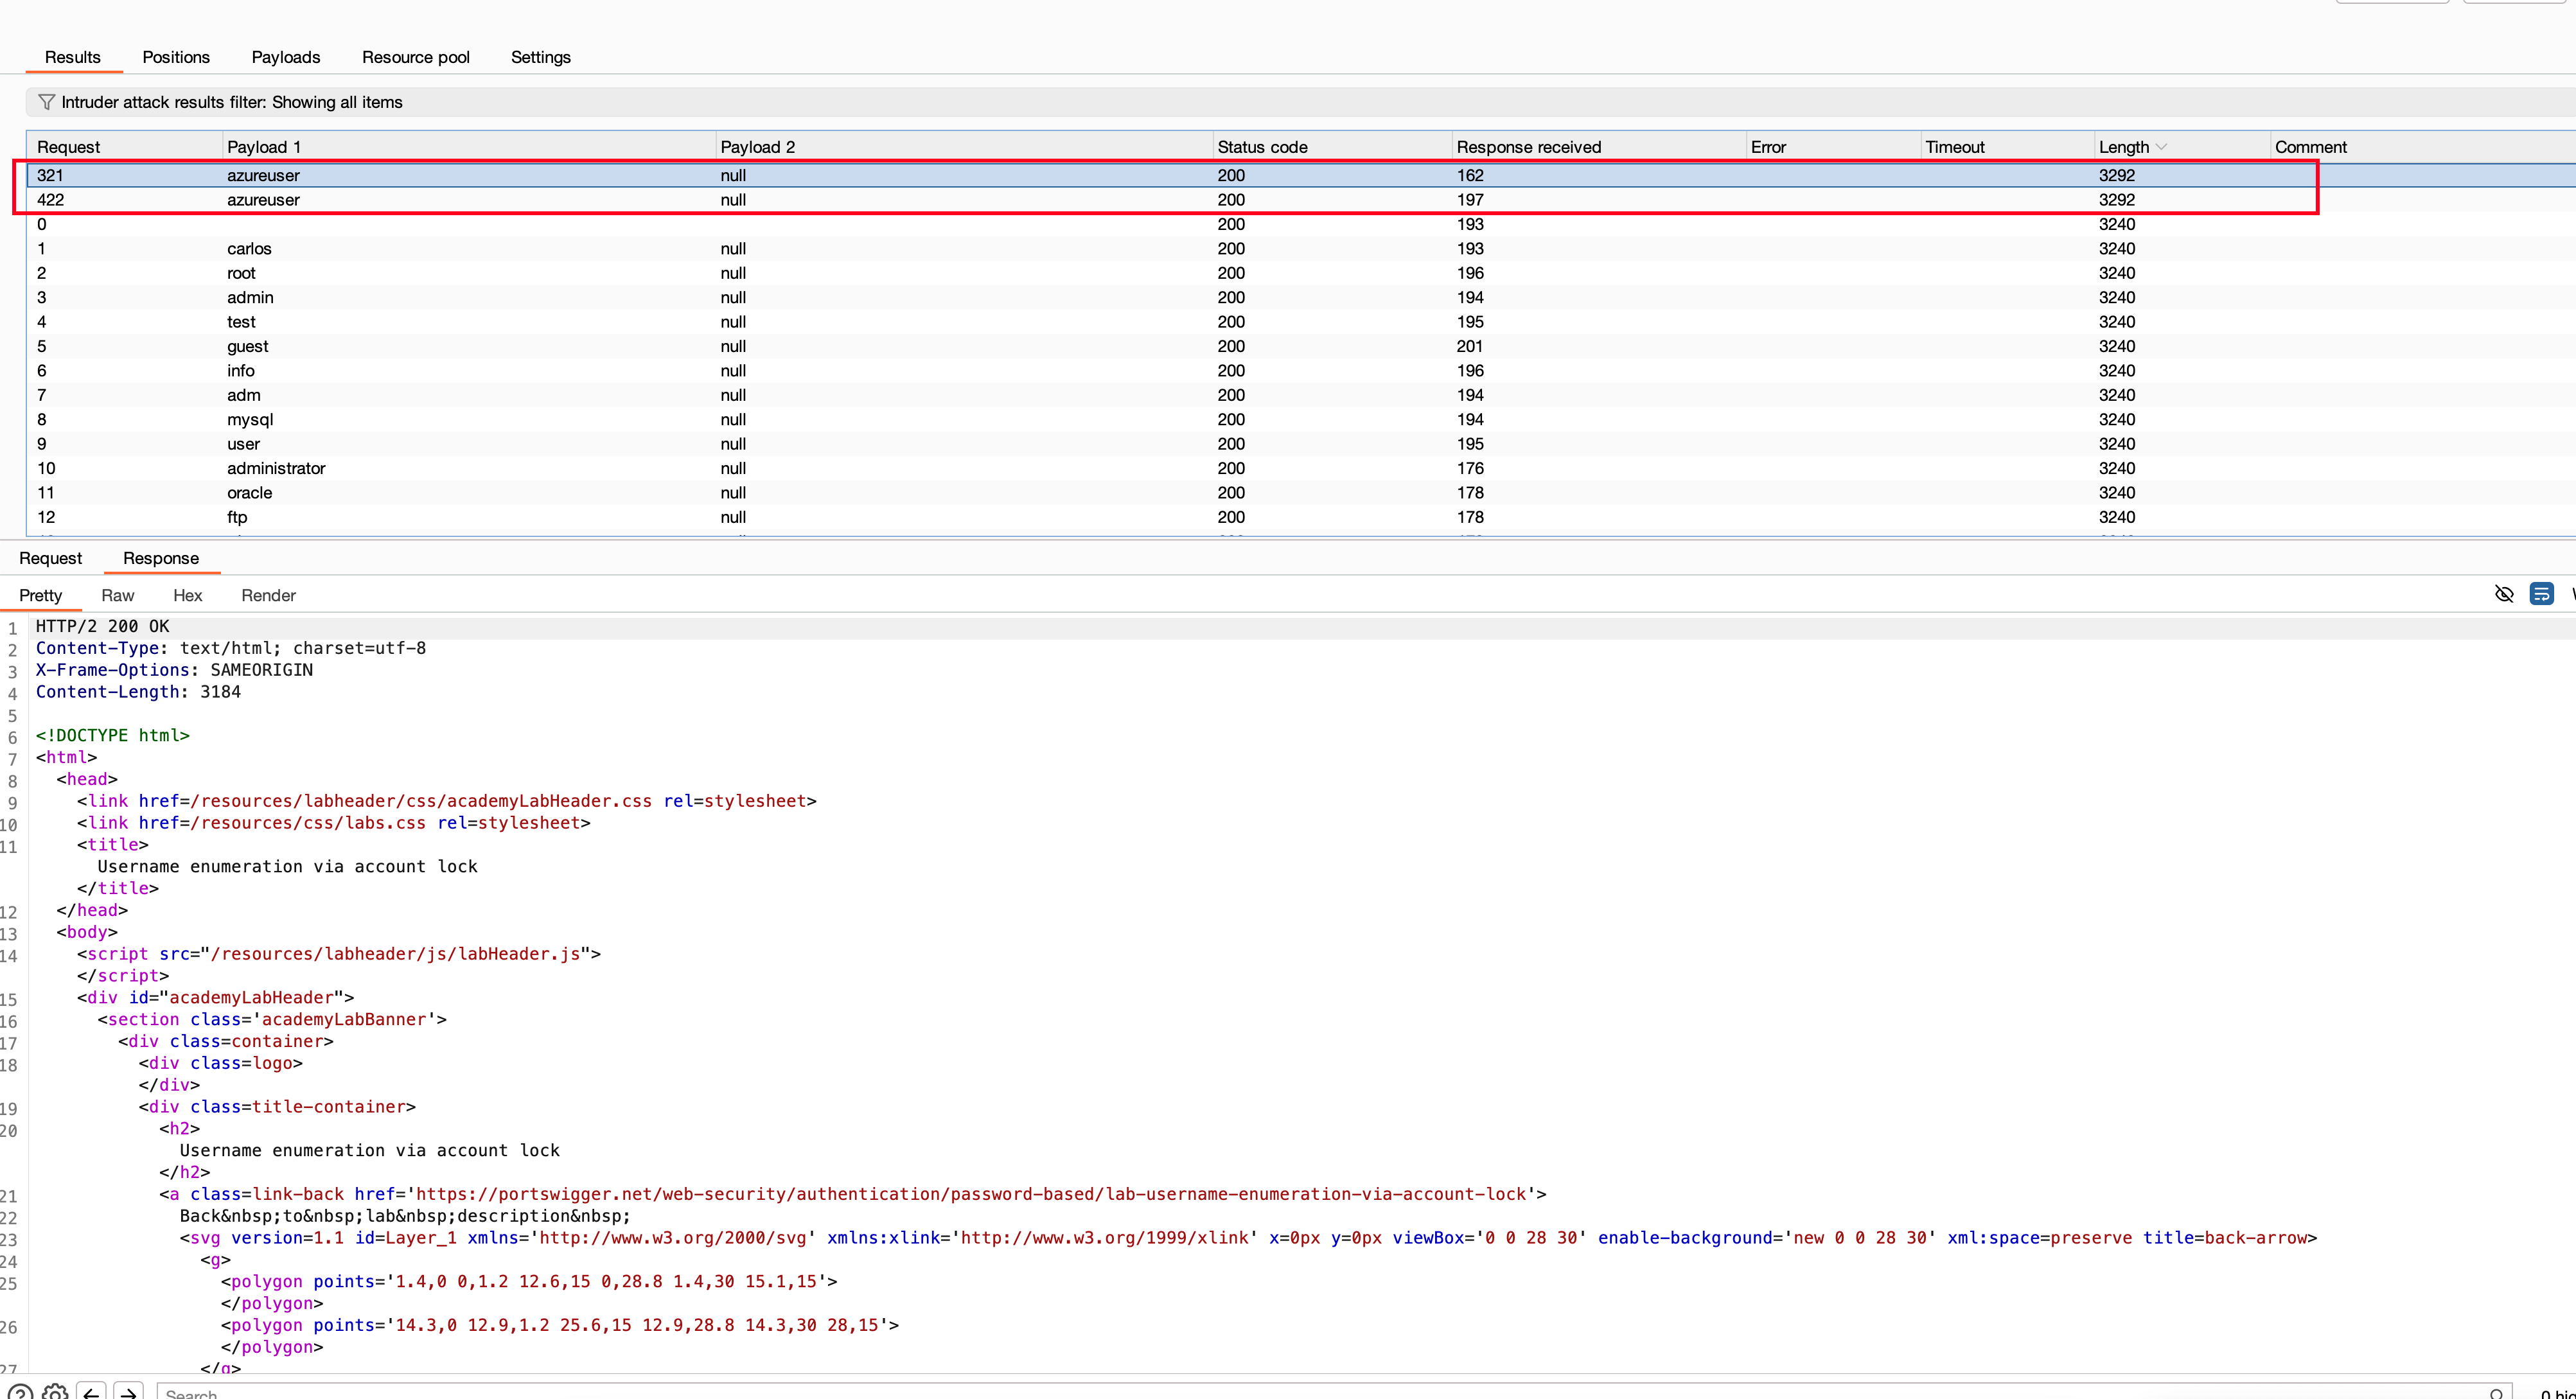 Results Positions Payloads Resource pool Settings
Intruder attack results filter: Showing all items
Request Payload 1 Payload 2 Status code Response received Error Timeout Length Comment
321 azureuser null 200 162 3292
422 azureuser null 200 197 3292
0 200 193 3240
1 carlos null 200 193 3240
2 root null 200 196 3240
3 admin null 200 194 3240
4 test null 200 195 3240
5 guest null 200 201 3240
6 info null 200 196 3240
7 adm null 200 194 3240
8 mysql null 200 194 3240
9 user null 200 195 3240
10 administrator null 200 176 3240
11 oracle null 200 178 3240
12 ftp null 200 178 3240
Request Response
Pretty Raw Hex Render
1 HTTP/2 200 OK
2 Content-Type: text/html; charset=utf-8
3 X-Frame-Options: SAMEORIGIN
4 Content-Length: 3184
5
6 <!DOCTYPE html>
7 <html>
8 <head>
9 <link href=/resources/labheader/css/academyLabHeader.css rel=stylesheet>
10 <link href=/resources/css/labs.css rel=stylesheet>
11 <title>
Username enumeration via account lock
</title>
12 </head>
13 <body>
14 <script src="/resources/labheader/js/labHeader.js">
</script>
15 <div id="academyLabHeader">
16 <section class='academyLabBanner'>
17 <div class=container>
18 <div class=logo>
</div>
19 <div class=title-container>
20 <h2>
Username enumeration via account lock
</h2>
21 <a class=link-back href='https://portswigger.net/web-security/authentication/password-based/lab-username-enumeration-via-account-lock'>
22 Back&nbsp;to&nbsp;lab&nbsp;description&nbsp;
23 <svg version=1.1 id=Layer_1 xmlns='http://www.w3.org/2000/svg' xmlns:xlink='http://www.w3.org/1999/xlink' x=0px y=0px viewBox='0 0 28 30' enable-background='new 0 0 28 30' xml:space=preserve title=back-arrow>
24 <g>
25 <polygon points='1.4,0 0,1.2 12.6,15 0,28.8 1.4,30 15.1,15'>
</polygon>
26 <polygon points='14.3,0 12.9,1.2 25.6,15 12.9,28.8 14.3,30 28,15'>
</polygon>
27 </g>
Search